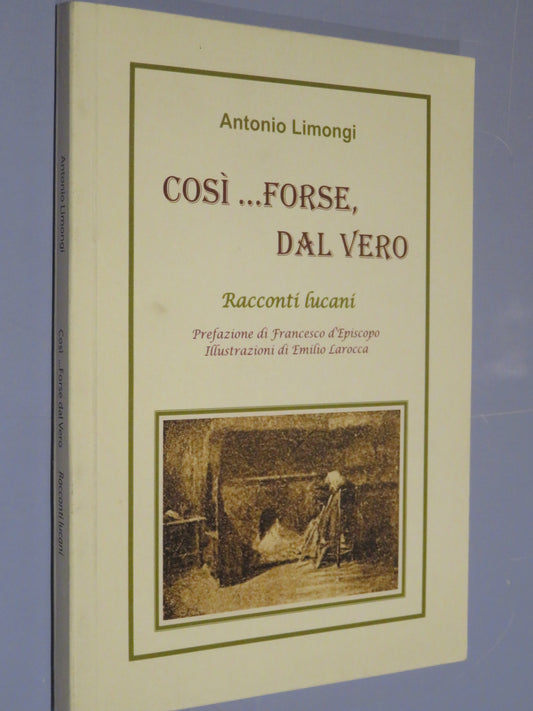 Antonio Limongi
COSÌ ...FORSE,
DAL VERO
Racconti lucani
Prefazione di Francesco d'Episcopo
Illustrazioni di Emilio Larocca
Antonio Limongi Così ...Forse dal Vero Racconti lucani